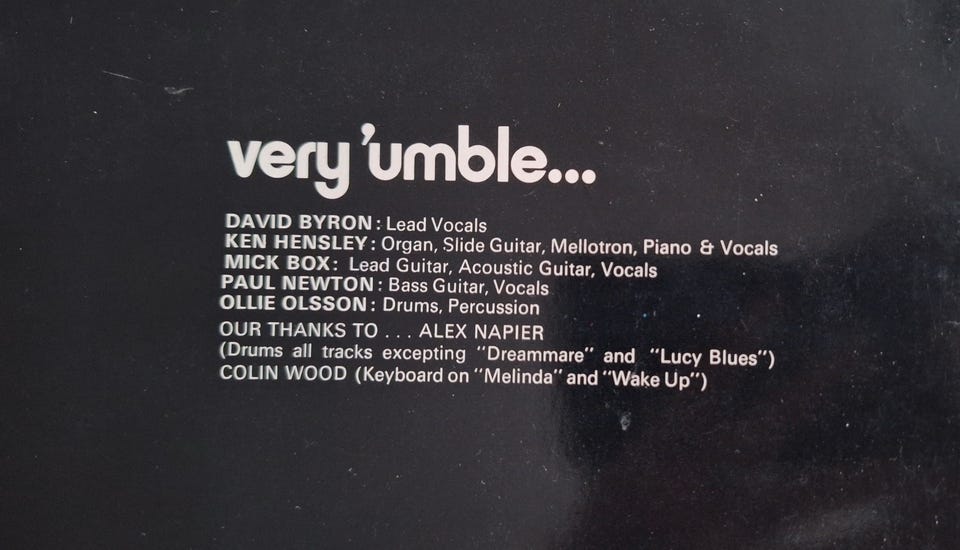 very 'umble...
DAVID BYRON: Lead Vocals
KEN HENSLEY: Organ, Slide Guitar, Mellotron, Piano & Vocals
MICK BOX: Lead Guitar, Acoustic Guitar, Vocals
PAUL NEWTON: Bass Guitar, Vocals
OLLIE OLSSON: Drums, Percussion
OUR THANKS TO . . . ALEX NAPIER
(Drums all tracks excepting "Dreammare" and "Lucy Blues")
COLIN WOOD (Keyboard on "Melinda" and "Wake Up")